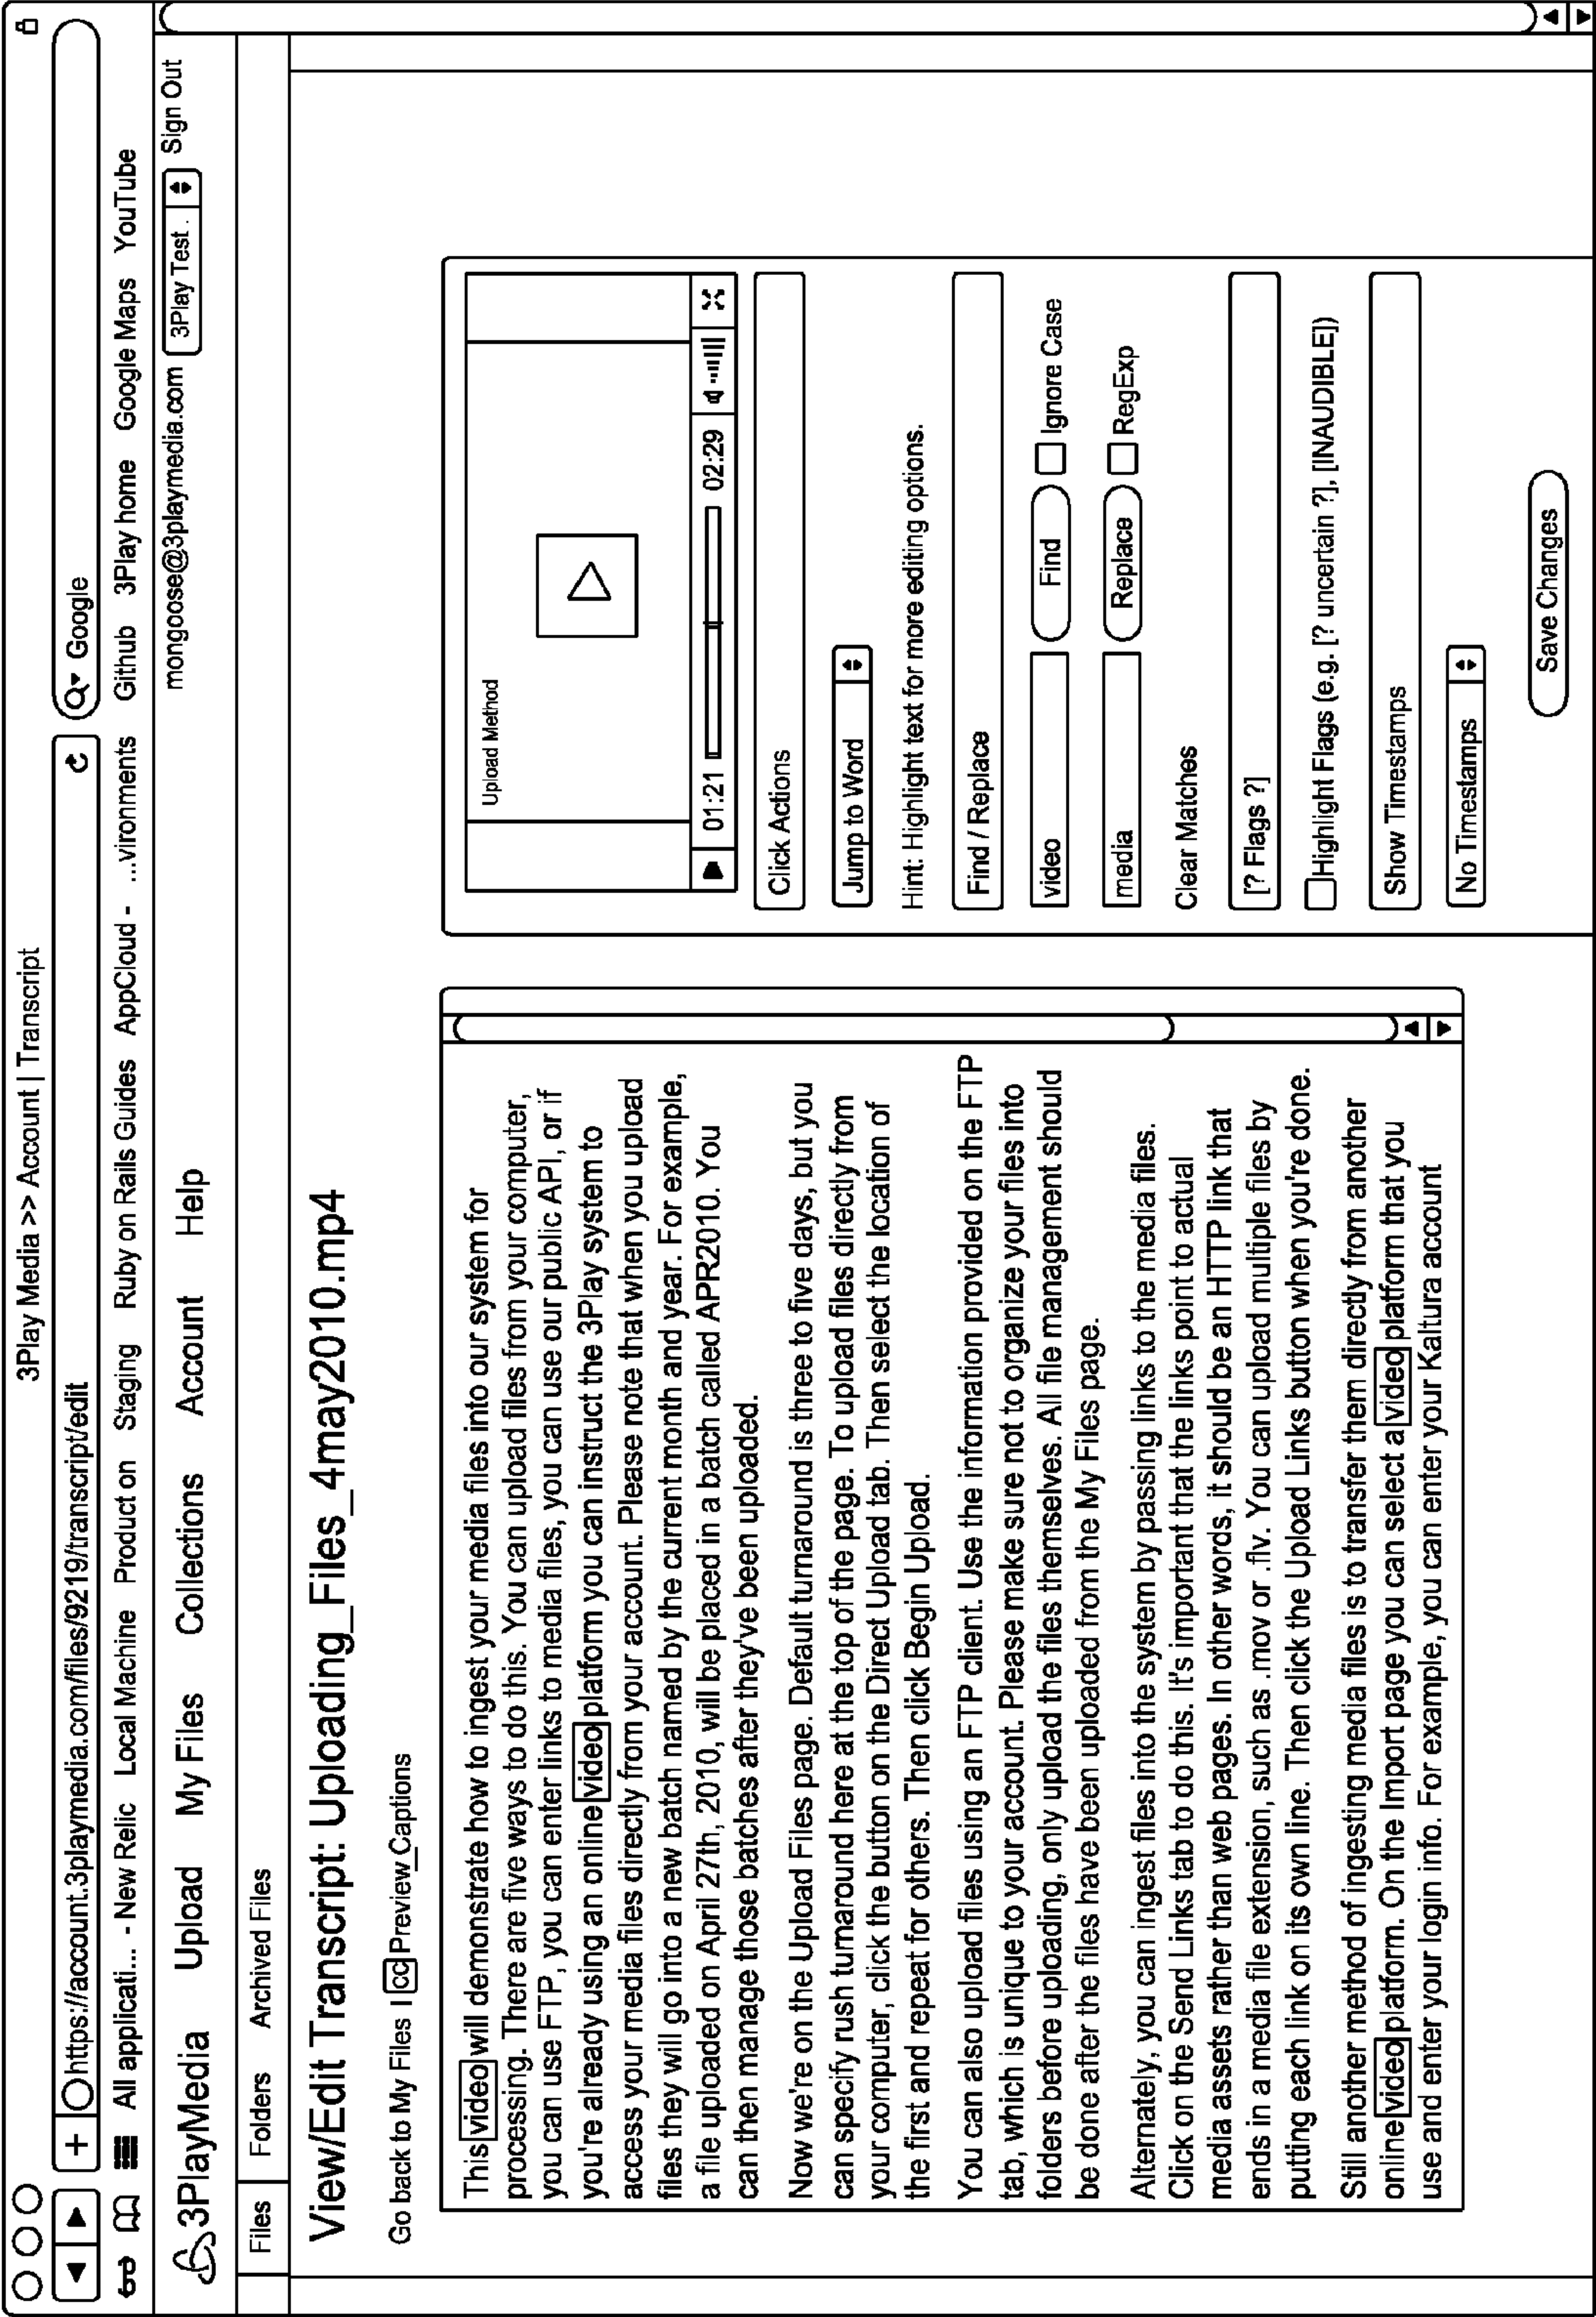 3Play Media >> Account | Transcript
https://account.3playmedia.com/files/9219/transcript/edit
Google
All applicati... - New Relic Local Machine Product on Staging Ruby on Rails Guides AppCloud - ...vironments Github 3Play home Google Maps YouTube
3PlayMedia Upload My Files Collections Account Help
mongoose@3playmedia.com 3Play Test . Sign Out
Files Folders Archived Files
View/Edit Transcript: Uploading_Files_4may2010.mp4
Go back to My Files | cc Preview_Captions
This video will demonstrate how to ingest your media files into our system for
processing. There are five ways to do this. You can upload files from your computer,
you can use FTP, you can enter links to media files, you can use our public API, or if
you're already using an online video platform you can instruct the 3Play system to
access your media files directly from your account. Please note that when you upload
files they will go into a new batch named by the current month and year. For example,
a file uploaded on April 27th, 2010, will be placed in a batch called APR2010. You
can then manage those batches after they've been uploaded.
Now we're on the Upload Files page. Default turnaround is three to five days, but you
can specify rush turnaround here at the top of the page. To upload files directly from
your computer, click the button on the Direct Upload tab. Then select the location of
the first and repeat for others. Then click Begin Upload.
You can also upload files using an FTP client. Use the information provided on the FTP
tab, which is unique to your account. Please make sure not to organize your files into
folders before uploading, only upload the files themselves. All file management should
be done after the files have been uploaded from the My Files page.
Alternately, you can ingest files into the system by passing links to the media files.
Click on the Send Links tab to do this. It's important that the links point to actual
media assets rather than web pages. In other words, it should be an HTTP link that
ends in a media file extension, such as .mov or .flv. You can upload multiple files by
putting each link on its own line. Then click the Upload Links button when you're done.
Still another method of ingesting media files is to transfer them directly from another
online video platform. On the Import page you can select a video platform that you
use and enter your login info. For example, you can enter your Kaltura account
Upload Method
01:21 02:29
Click Actions
Jump to Word
Hint: Highlight text for more editing options.
Find / Replace
video Find Ignore Case
media Replace RegExp
Clear Matches
[? Flags ?]
Highlight Flags (e.g. [? uncertain ?], [INAUDIBLE])
Show Timestamps
No Timestamps
Save Changes